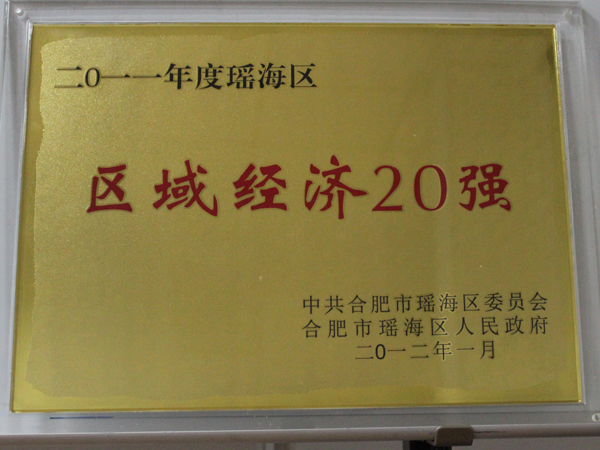 二0一一年度瑶海区
区域经济20强
中共合肥市瑶海区委员会
合肥市瑶海区人民政府
二0一二年一月